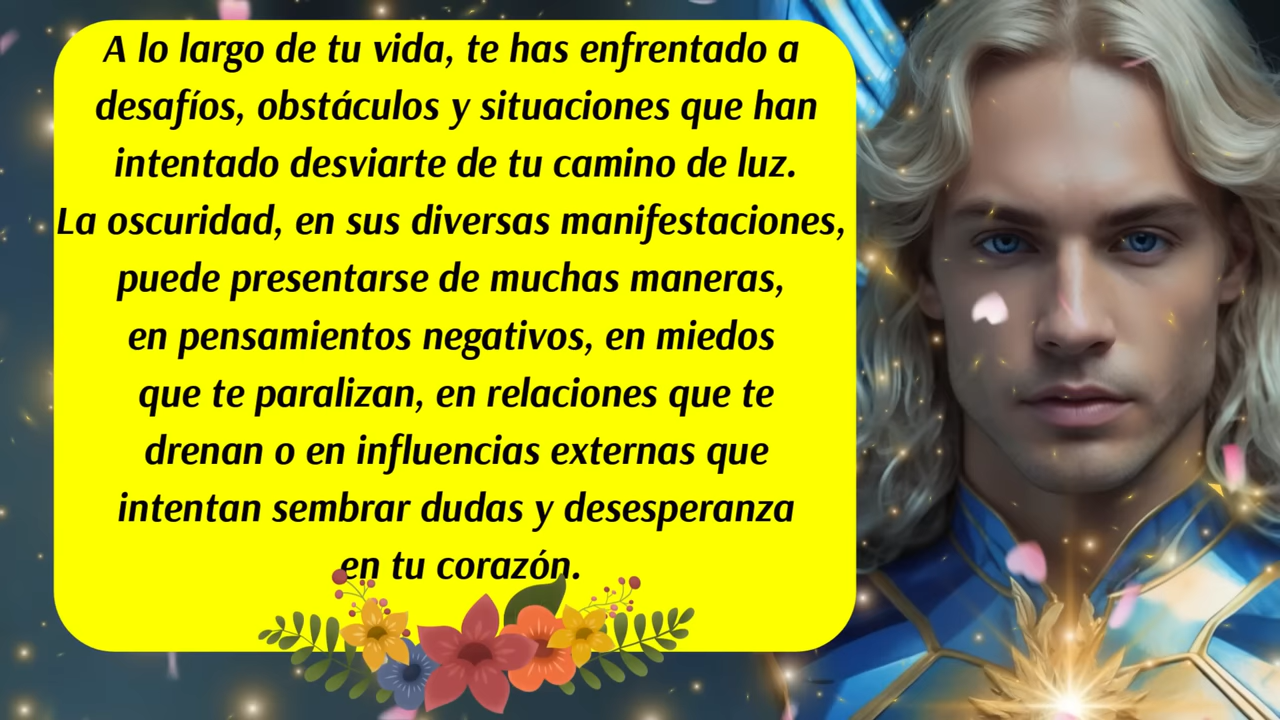 A lo largo de tu vida, te has enfrentado a
desafíos, obstáculos y situaciones que han
intentado desviarte de tu camino de luz.
La oscuridad, en sus diversas manifestaciones,
puede presentarse de muchas maneras,
en pensamientos negativos, en miedos
que te paralizan, en relaciones que te
drenan o en influencias externas que
intentan sembrar dudas y desesperanza
en tu corazón.